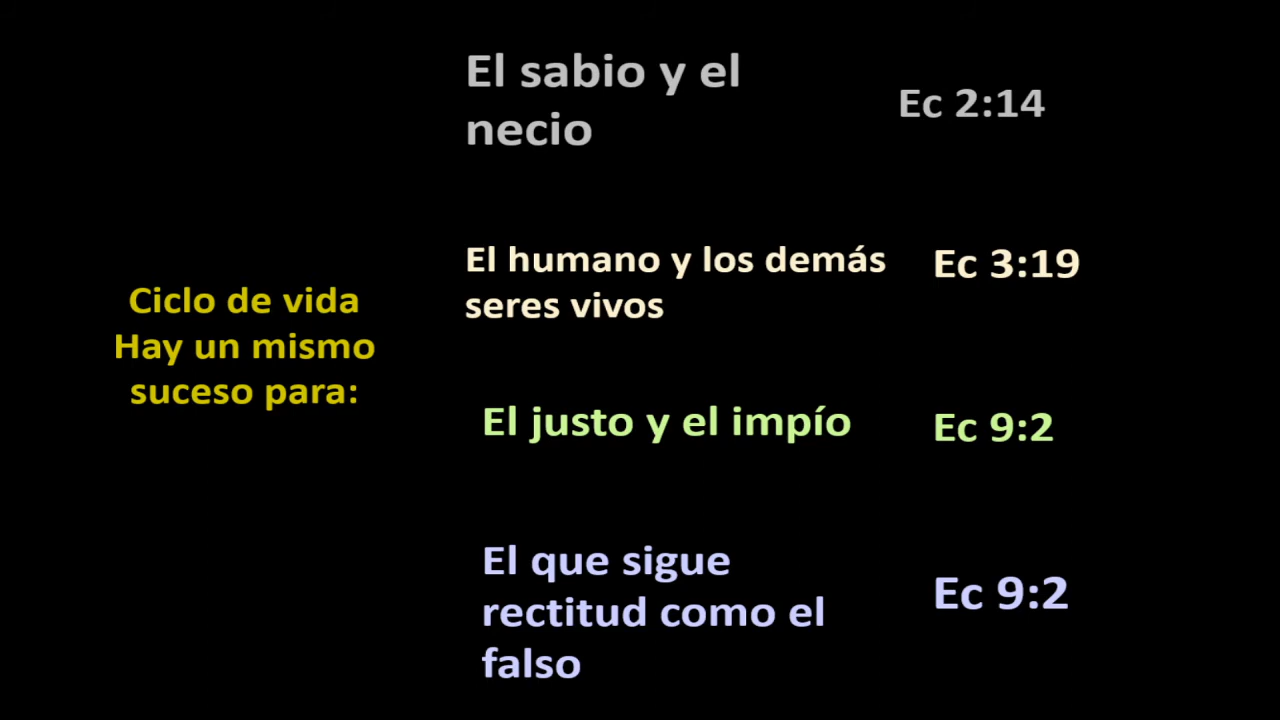 Ciclo de vida
Hay un mismo
suceso para:
El sabio y el
necio
Ec 2:14
El humano y los demás
seres vivos
Ec 3:19
El justo y el impío
Ec 9:2
El que sigue
rectitud como el
falso
Ec 9:2